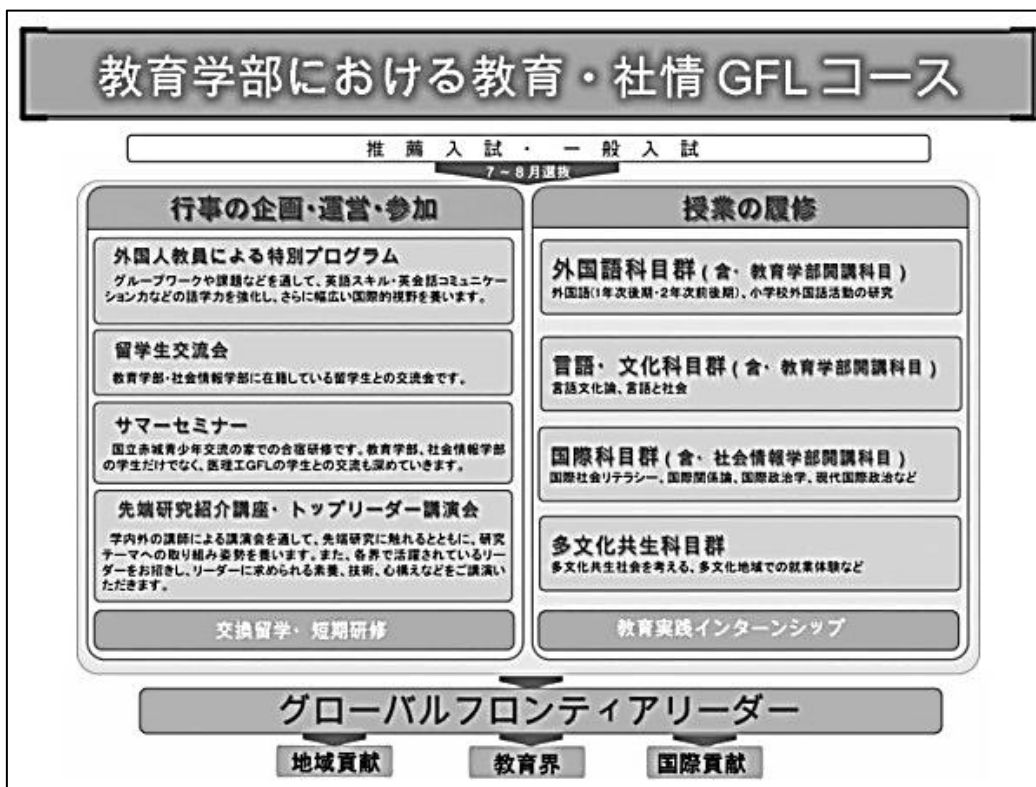 教育学部における教育・社情 GFL コース
推薦入試・一般入試
7～8月選抜
行事の企画・運営・参加
外国人教員による特別プログラム
グループワークや課題などを通して、英語スキル・英会話コミュニケー
ション力などの語学力を強化し、さらに幅広い国際的視野を養います。
留学生交流会
教育学部・社会情報学部に在籍している留学生との交流会です。
サマーセミナー
国立赤城青少年交流の家での合宿研修です。教育学部、社会情報学部
の学生だけでなく、医理工GFLの学生との交流も深めていきます。
先端研究紹介講座・トップリーダー講演会
学内外の講師による講演会を通して、先端研究に触れるとともに、研究
テーマへの取り組み姿勢を養います。また、各界で活躍されているリー
ダーをお招きし、リーダーに求められる素養、技術、心構えなどをご講演い
ただきます。
交換留学・短期研修
授業の履修
外国語科目群（含・教育学部開講科目）
外国語(1年次後期・2年次前後期)、小学校外国語活動の研究
言語・文化科目群（含・教育学部開講科目）
言語文化論、言語と社会
国際科目群（含・社会情報学部開講科目）
国際社会リテラシー、国際関係論、国際政治学、現代国際政治など
多文化共生科目群
多文化共生社会を考える、多文化地域での就業体験など
教育実践インターンシップ
グローバルフロンティアリーダー
地域貢献
教育界
国際貢献